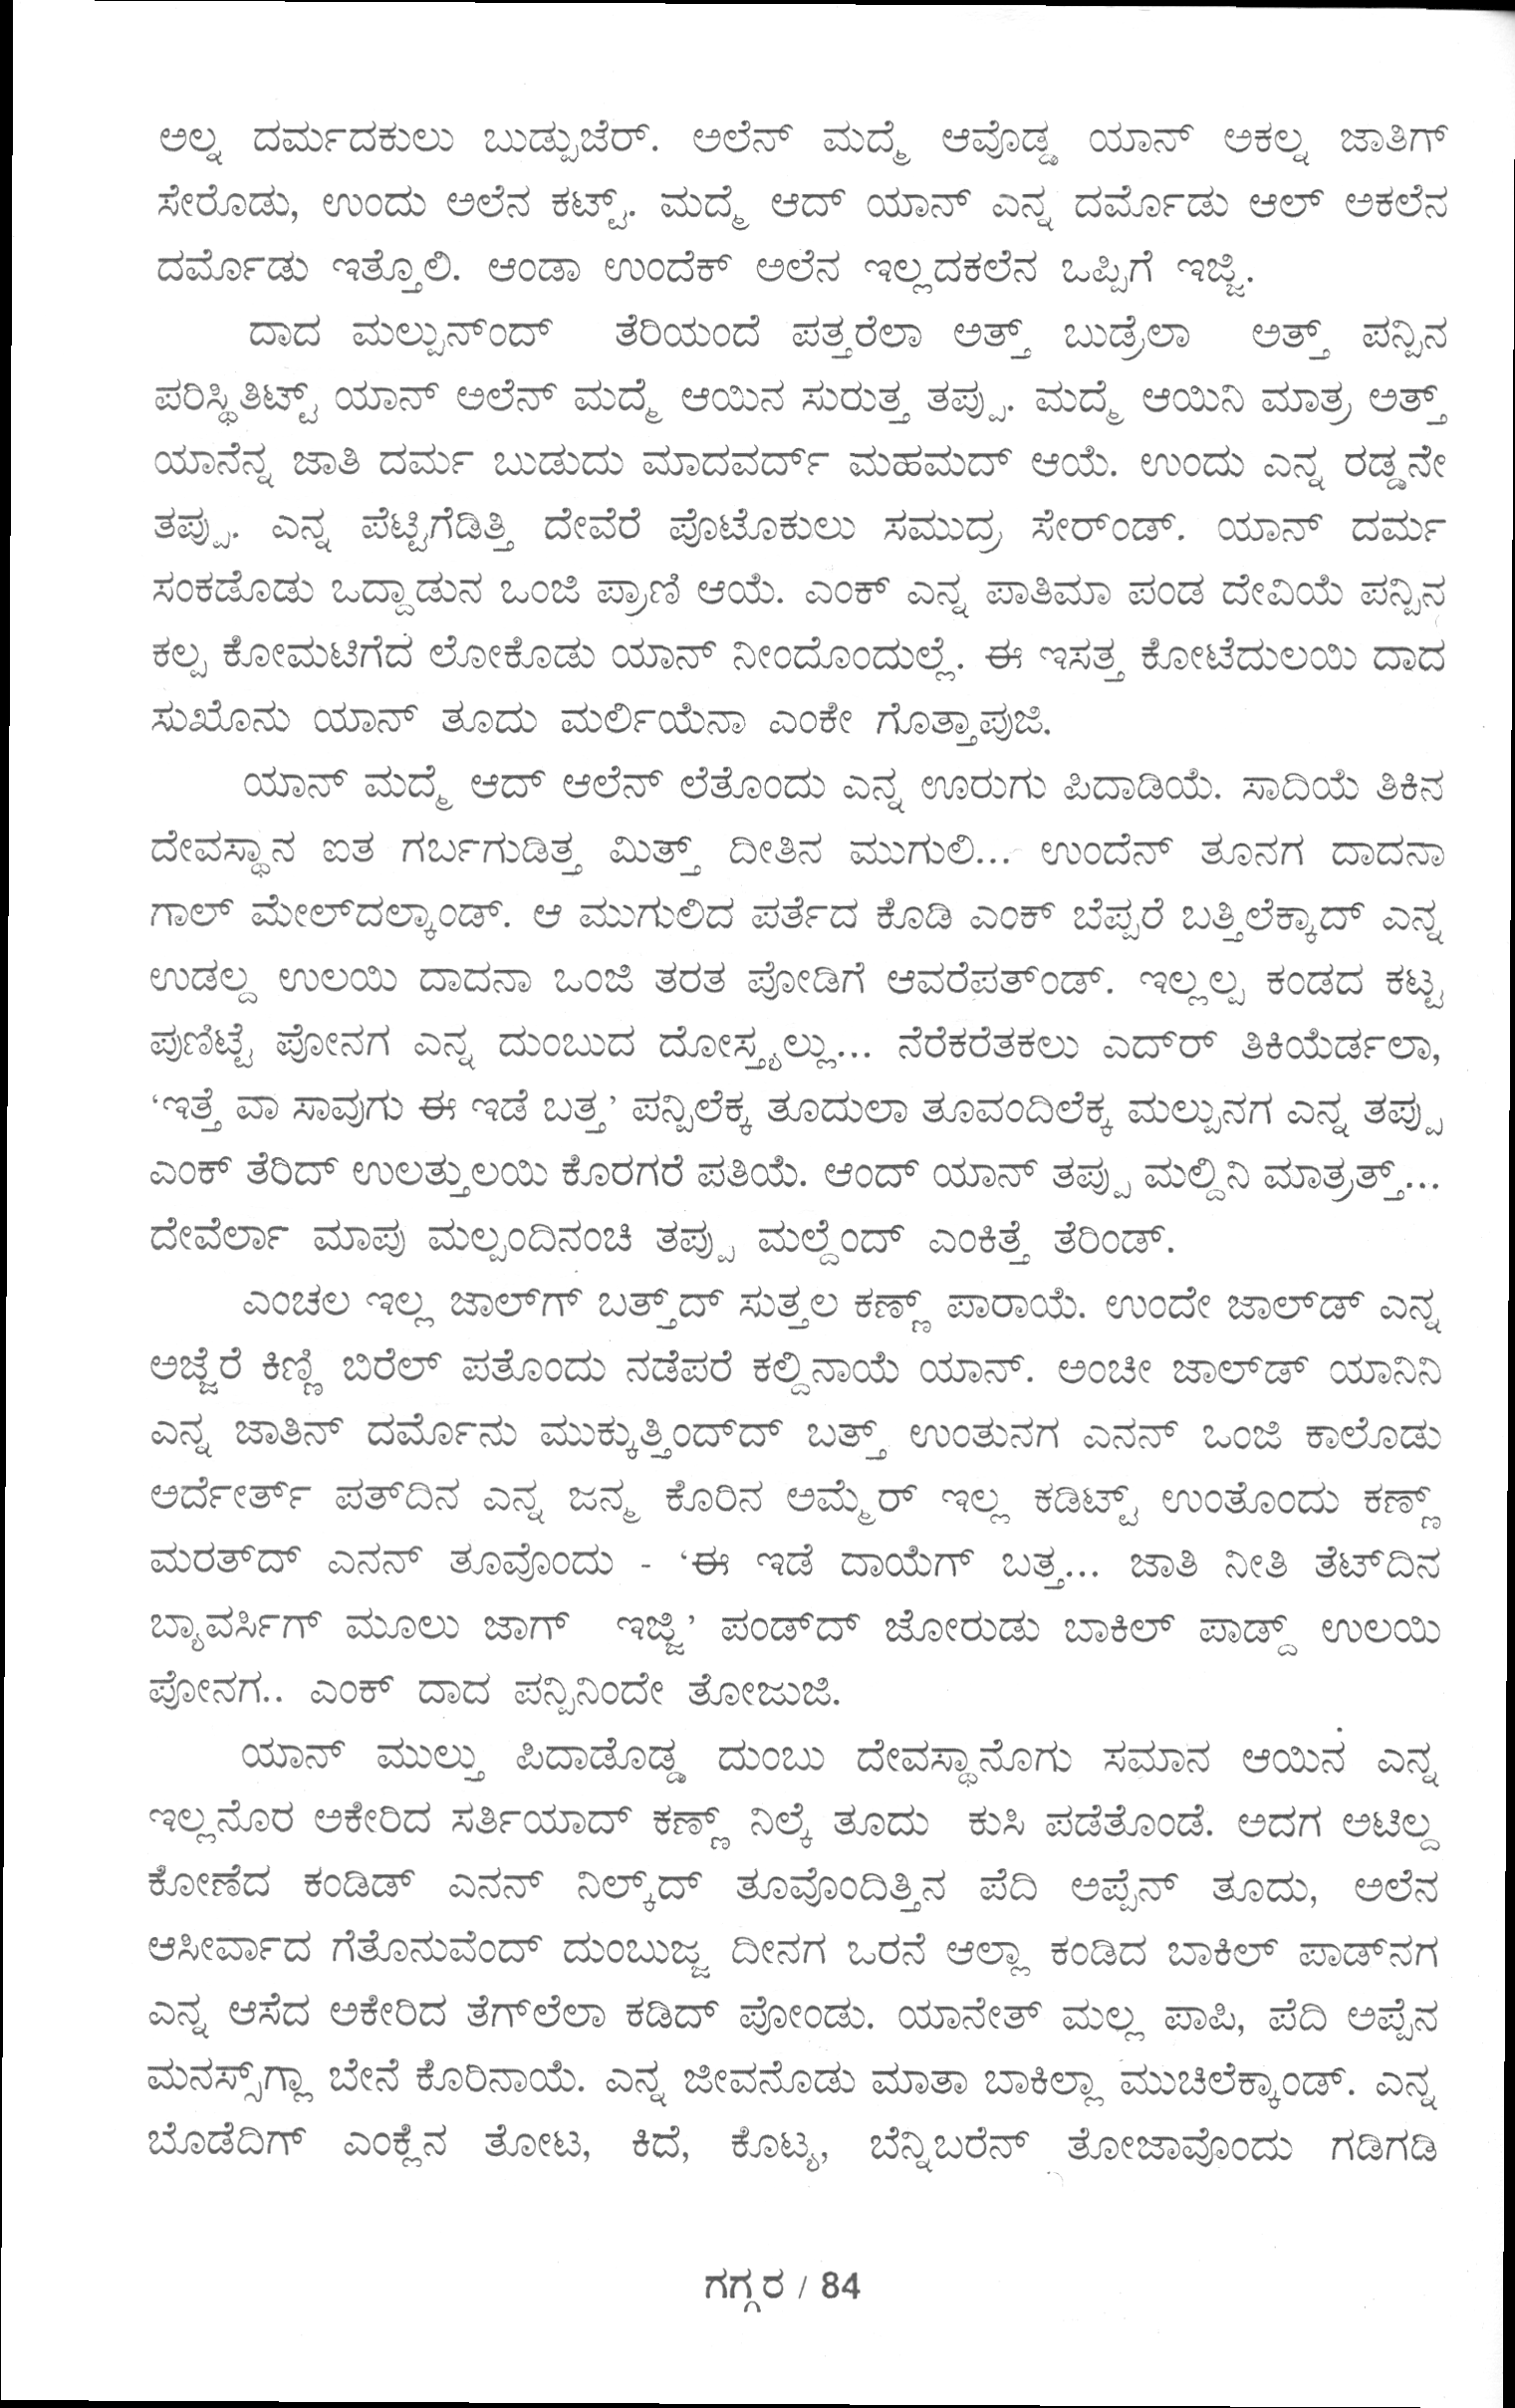 ಅಲ್ನ ದರ್ಮದಕುಲು ಬುಡ್ಪುಜೆರ್. ಅಲೆನ್ ಮದ್ಮೆ ಆವೊಡ್ಡ ಯಾನ್ ಅಕಲ್ನ ಜಾತಿಗ್
ಸೇರೊಡು, ಉಂದು ಅಲೆನ ಕಟ್ಟ್. ಮದ್ಮೆ ಆದ್ ಯಾನ್ ಎನ್ನ ದರ್ಮೊಡು ಆಲ್ ಅಕಲೆನ
ದರ್ಮೊಡು ಇತ್ತೊಲಿ. ಆಂಡಾ ಉಂದೆಕ್ ಅಲೆನ ಇಲ್ಲದಕಲೆನ ಒಪ್ಪಿಗೆ ಇಜ್ಜಿ.
ದಾದ ಮಲ್ಪುನ್ಂದ್ ತೆರಿಯಂದೆ ಪತ್ತರೆಲಾ ಅತ್ತ್ ಬುಡ್ರೆಲಾ ಅತ್ತ್ ಪನ್ಪಿನ
ಪರಿಸ್ಥಿತಿಟ್ಟ್ ಯಾನ್ ಅಲೆನ್ ಮದ್ಮೆ ಆಯಿನ ಸುರುತ್ತ ತಪ್ಪು. ಮದ್ಮೆ ಆಯಿನಿ ಮಾತ್ರ ಅತ್ತ್
ಯಾನೆನ್ನ ಜಾತಿ ದರ್ಮ ಬುಡುದು ಮಾದವರ್ದ್ ಮಹಮದ್ ಆಯೆ. ಉಂದು ಎನ್ನ ರಡ್ಡನೇ
ತಪ್ಪು. ಎನ್ನ ಪೆಟ್ಟಿಗೆಡಿತ್ತಿ ದೇವೆರೆ ಪೊಟೊಕುಲು ಸಮುದ್ರ ಸೇರ್ಂಡ್. ಯಾನ್ ದರ್ಮ
ಸಂಕಡೊಡು ಒದ್ದಾಡುನ ಒಂಜಿ ಪ್ರಾಣಿ ಆಯೆ. ಎಂಕ್ ಎನ್ನ ಪಾತಿಮಾ ಪಂಡ ದೇವಿಯೆ ಪನ್ಪಿನ
ಕಲ್ಪ ಕೋಮಟಿಗೆದ ಲೋಕೊಡು ಯಾನ್ ನೀಂದೊಂದುಲ್ಲೆ. ಈ ಇಸತ್ತ ಕೋಟೆದುಲಯಿ ದಾದ
ಸುಖೊನು ಯಾನ್ ತೂದು ಮರ್ಲಿಯೆನಾ ಎಂಕೇ ಗೊತ್ತಾಪುಜಿ.
ಯಾನ್ ಮದ್ಮೆ ಆದ್ ಆಲೆನ್ ಲೆತೊಂದು ಎನ್ನ ಊರುಗು ಪಿದಾಡಿಯೆ. ಸಾದಿಯೆ ತಿಕಿನ
ದೇವಸ್ಥಾನ ಐತ ಗರ್ಬಗುಡಿತ್ತ ಮಿತ್ತ್ ದೀತಿನ ಮುಗುಲಿ... ಉಂದೆನ್ ತೂನಗ ದಾದನಾ
ಗಾಲ್ ಮೇಲ್‌ದಲ್ಕಾಂಡ್. ಆ ಮುಗುಲಿದ ಪರ್ತೆದ ಕೊಡಿ ಎಂಕ್ ಬೆಪ್ಪರೆ ಬತ್ತಿಲೆಕ್ಕಾದ್ ಎನ್ನ
ಉಡಲ್ದ ಉಲಯಿ ದಾದನಾ ಒಂಜಿ ತರತ ಪೋಡಿಗೆ ಆವರೆಪತ್ಂಡ್. ಇಲ್ಲಲ್ಪ ಕಂಡದ ಕಟ್ಟ
ಪುಣಿಟ್ಟೆ ಪೋನಗ ಎನ್ನ ದುಂಬುದ ದೋಸ್ತ್ಯಲ್ಲು... ನೆರೆಕರೆತಕಲು ಎದ್‌ರ್ ತಿಕಿಯೆರ್ಡಲಾ,
‘ಇತ್ತೆ ವಾ ಸಾವುಗು ಈ ಇಡೆ ಬತ್ತ’ ಪನ್ಪಿಲೆಕ್ಕ ತೂದುಲಾ ತೂವಂದಿಲೆಕ್ಕ ಮಲ್ಪುನಗ ಎನ್ನ ತಪ್ಪು
ಎಂಕ್ ತೆರಿದ್ ಉಲತ್ತುಲಯಿ ಕೊರಗರೆ ಪತಿಯೆ. ಆಂದ್ ಯಾನ್ ತಪ್ಪು ಮಲ್ದಿನಿ ಮಾತ್ರತ್ತ್...
ದೇವೆರ್ಲಾ ಮಾಪು ಮಲ್ಪಂದಿನಂಚಿ ತಪ್ಪು ಮಲ್ದೆಂದ್ ಎಂಕಿತ್ತೆ ತೆರಿಂಡ್.
ಎಂಚಲ ಇಲ್ಲ ಜಾಲ್‌ಗ್ ಬತ್ತ್‌ದ್ ಸುತ್ತಲ ಕಣ್ಣ್ ಪಾರಾಯೆ. ಉಂದೇ ಜಾಲ್‌ಡ್ ಎನ್ನ
ಅಜ್ಜೆರೆ ಕಿಣ್ಣಿ ಬಿರೆಲ್ ಪತೊಂದು ನಡೆಪರೆ ಕಲ್ದಿನಾಯೆ ಯಾನ್. ಅಂಚೀ ಜಾಲ್‌ಡ್ ಯಾನಿನಿ
ಎನ್ನ ಜಾತಿನ್ ದರ್ಮೊನು ಮುಕ್ಕುತ್ತಿಂದ್‌ದ್ ಬತ್ತ್ ಉಂತುನಗ ಎನನ್ ಒಂಜಿ ಕಾಲೊಡು
ಅರ್ದೇರ್ತ್ ಪತ್‌ದಿನ ಎನ್ನ ಜನ್ಮ ಕೊರಿನ ಅಮ್ಮೆರ್ ಇಲ್ಲ ಕಡಿಟ್ಟ್ ಉಂತೊಂದು ಕಣ್ಣ್
ಮರತ್‌ದ್ ಎನನ್ ತೂವೊಂದು - ‘ಈ ಇಡೆ ದಾಯೆಗ್ ಬತ್ತ... ಜಾತಿ ನೀತಿ ತೆಟ್‌ದಿನ
ಬ್ಯಾವರ್ಸಿಗ್ ಮೂಲು ಜಾಗ್ ಇಜ್ಜಿ’ ಪಂಡ್‌ದ್ ಜೋರುಡು ಬಾಕಿಲ್ ಪಾಡ್ದ್ ಉಲಯಿ
ಪೋನಗ.. ಎಂಕ್ ದಾದ ಪನ್ಪಿನಿಂದೇ ತೋಜುಜಿ.
ಯಾನ್ ಮುಲ್ತು ಪಿದಾಡೊಡ್ಡ ದುಂಬು ದೇವಸ್ಥಾನೊಗು ಸಮಾನ ಆಯಿನ ಎನ್ನ
ಇಲ್ಲನೊರ ಅಕೇರಿದ ಸರ್ತಿಯಾದ್ ಕಣ್ಣ್ ನಿಲ್ಕೆ ತೂದು ಕುಸಿ ಪಡೆತೊಂಡೆ. ಅದಗ ಅಟಿಲ್ದ
ಕೋಣೆದ ಕಂಡಿಡ್ ಎನನ್ ನಿಲ್ಕ್‌ದ್ ತೂವೊಂದಿತ್ತಿನ ಪೆದಿ ಅಪ್ಪೆನ್ ತೂದು, ಅಲೆನ
ಆಸೀರ್ವಾದ ಗೆತೊನುವೆಂದ್ ದುಂಬುಜ್ಜ ದೀನಗ ಒರನೆ ಆಲ್ಲಾ ಕಂಡಿದ ಬಾಕಿಲ್ ಪಾಡ್‌ನಗ
ಎನ್ನ ಆಸೆದ ಅಕೇರಿದ ತೆಗ್‌ಲೆಲಾ ಕಡಿದ್ ಪೋಂಡು. ಯಾನೇತ್ ಮಲ್ಲ ಪಾಪಿ, ಪೆದಿ ಅಪ್ಪೆನ
ಮನಸ್ಸ್‌ಗ್ಲಾ ಬೇನೆ ಕೊರಿನಾಯೆ. ಎನ್ನ ಜೀವನೊಡು ಮಾತಾ ಬಾಕಿಲ್ಲಾ ಮುಚಿಲೆಕ್ಕಾಂಡ್. ಎನ್ನ
ಬೊಡೆದಿಗ್ ಎಂಕ್ಲೆನ ತೋಟ, ಕಿದೆ, ಕೊಟ್ಯ, ಬೆನ್ನಿಬರೆನ್ ತೋಜಾವೊಂದು ಗಡಿಗಡಿ
ಗಗ್ಗರ / 84